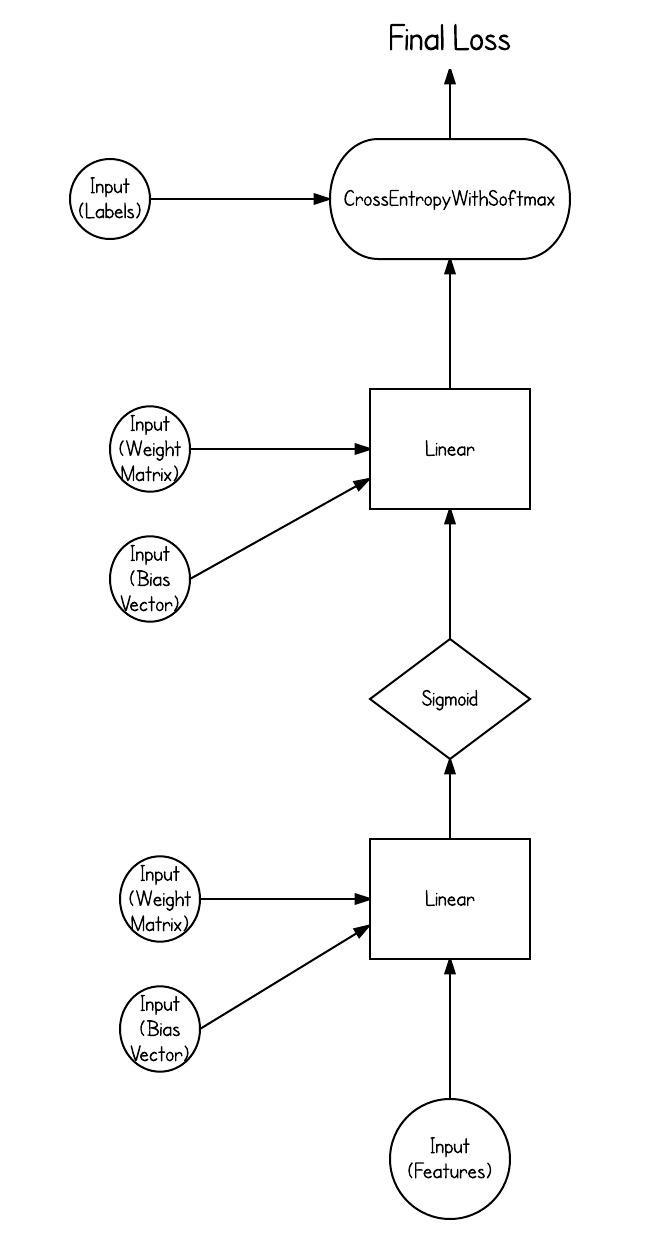 Final Loss
Input
(Labels)
CrossEntropyWithSoftmax
Input
(Weight
Matrix)
Linear
Input
(Bias
Vector)
Sigmoid
Input
(Weight
Matrix)
Linear
Input
(Bias
Vector)
Input
(Features)